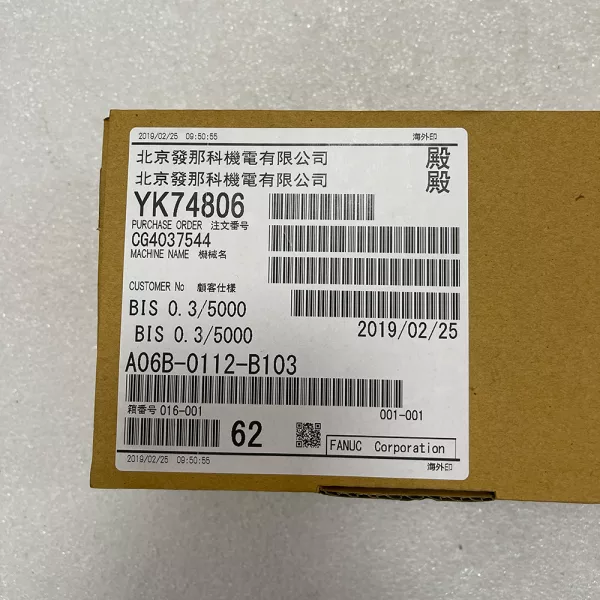 2019/02/25 09:50:55 海外印
北京發那科機電有限公司 殿
北京發那科機電有限公司 殿
YK74806
PURCHASE ORDER 注文番号
CG4037544
MACHINE NAME 機械名
CUSTOMER No 顧客仕様
BIS 0.3/5000
2019/02/25
BIS 0.3/5000
A06B-0112-B103
箱番号 016-001 001-001
62
FANUC Corporation
2019/02/25 09:50:55 海外印